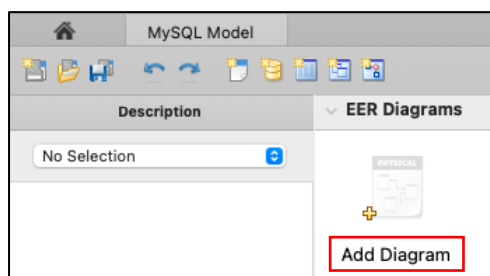 MySQL Model
Description
EER Diagrams
No Selection
PHYSICAL
Add Diagram